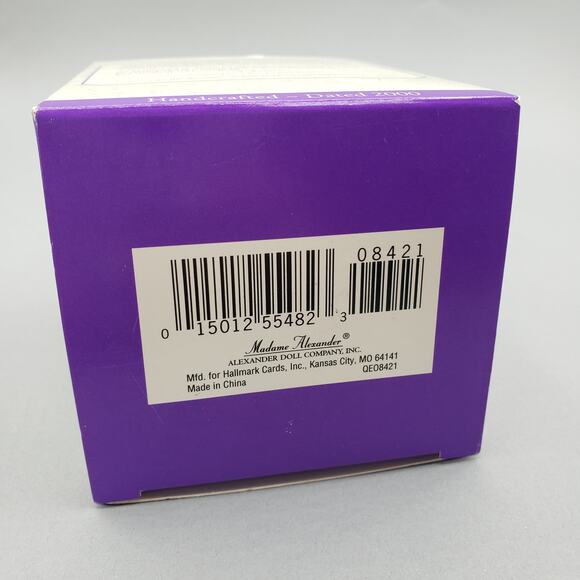 Handcrafted – Dated 2000
08421
0 15012 55482 3
Madame Alexander®
ALEXANDER DOLL COMPANY, INC.
Mfd. for Hallmark Cards, Inc., Kansas City, MO 64141
Made in China QEO8421